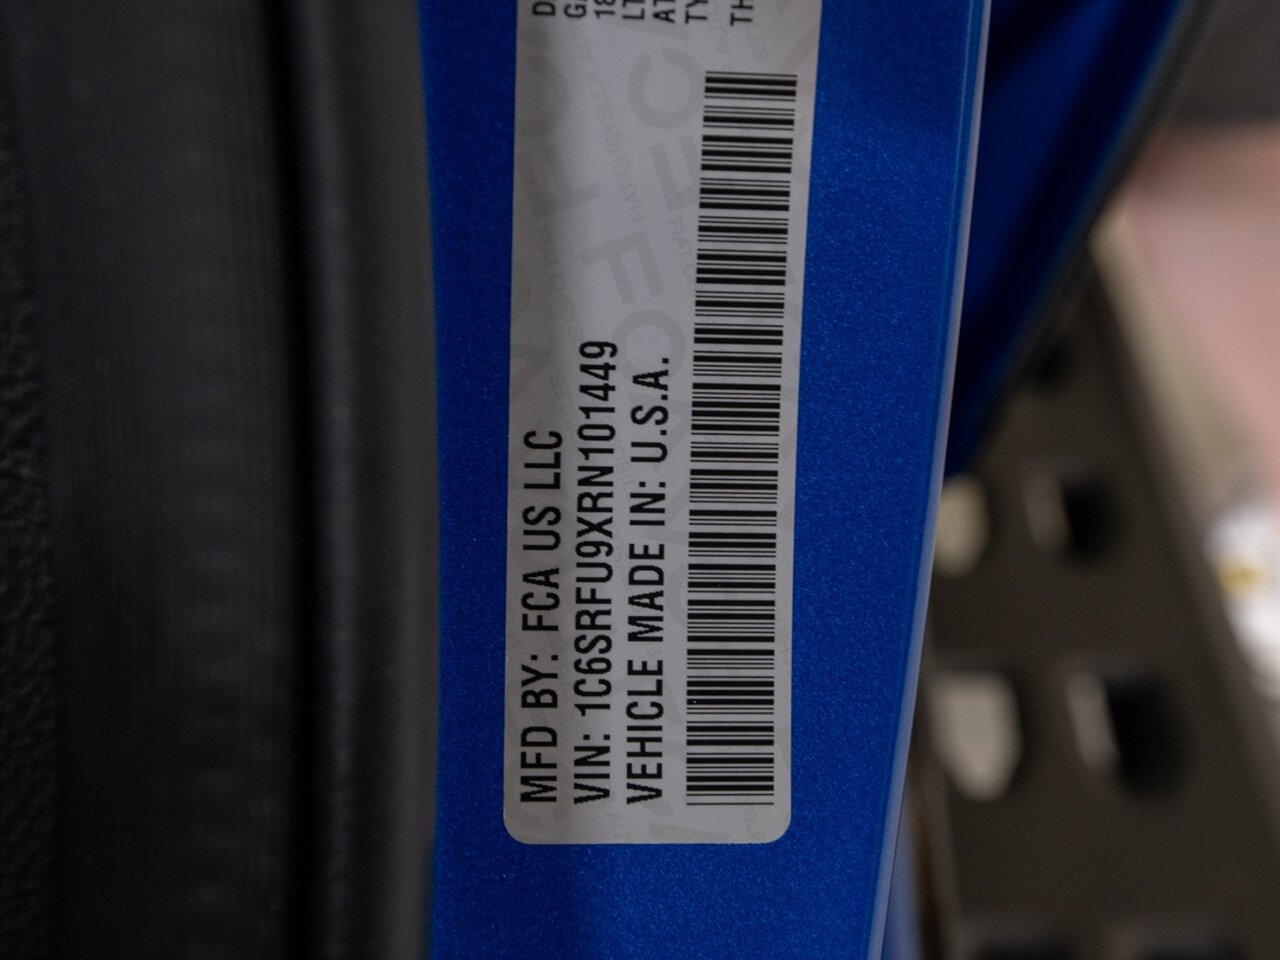 MFD BY: FCA US LLC
VIN: 1C6SRFU9XRN101449
VEHICLE MADE IN: U.S.A.